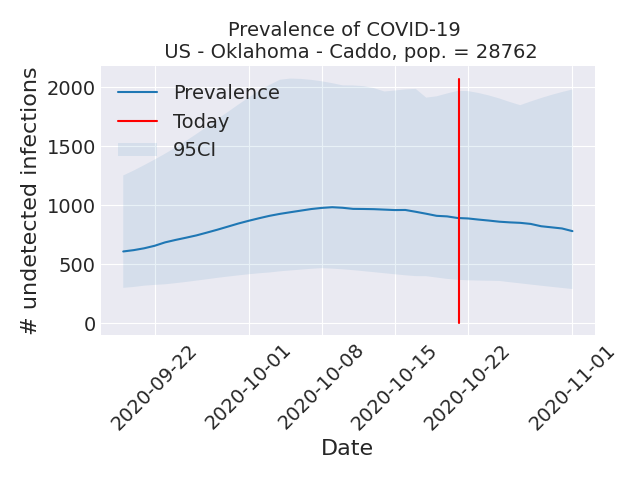 Prevalence of COVID-19
US - Oklahoma - Caddo, pop. = 28762
# undetected infections
2000
1500
1000
500
0
Prevalence
Today
95CI
2020-09-22
2020-10-01
2020-10-08
2020-10-15
2020-10-22
2020-11-01
Date